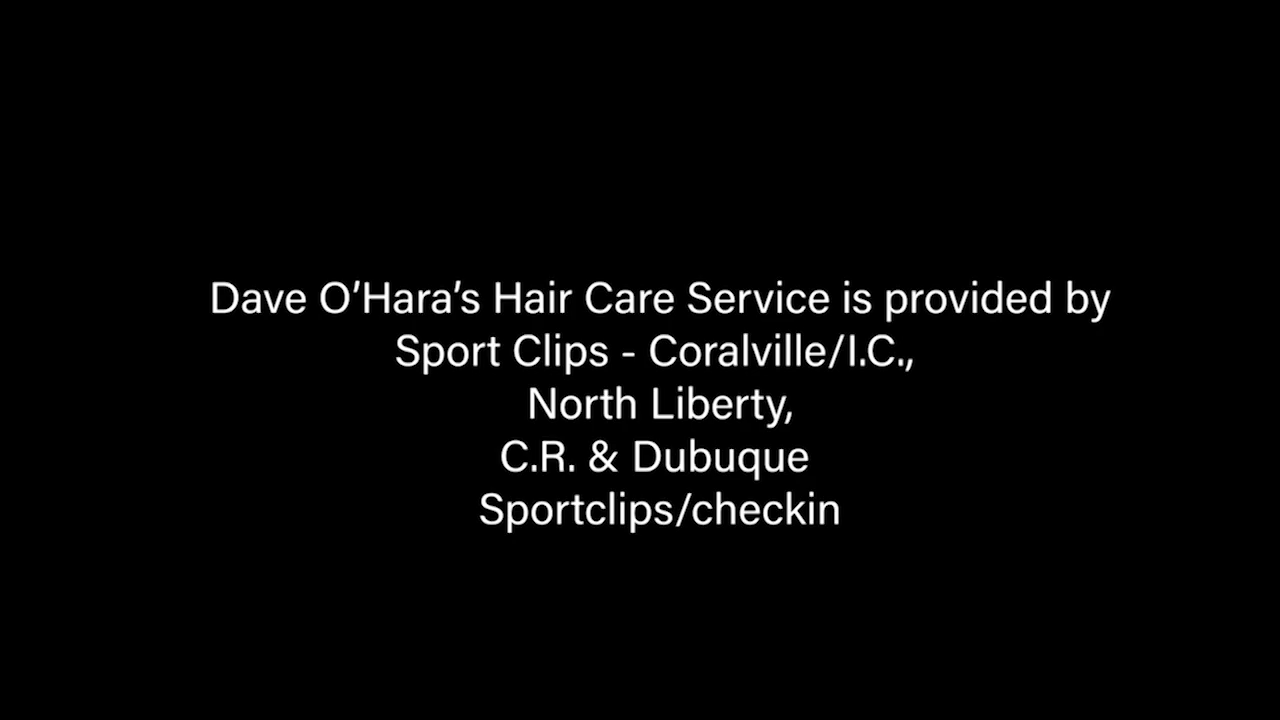 Dave O’Hara’s Hair Care Service is provided by
Sport Clips - Coralville/I.C.,
North Liberty,
C.R. & Dubuque
Sportclips/checkin